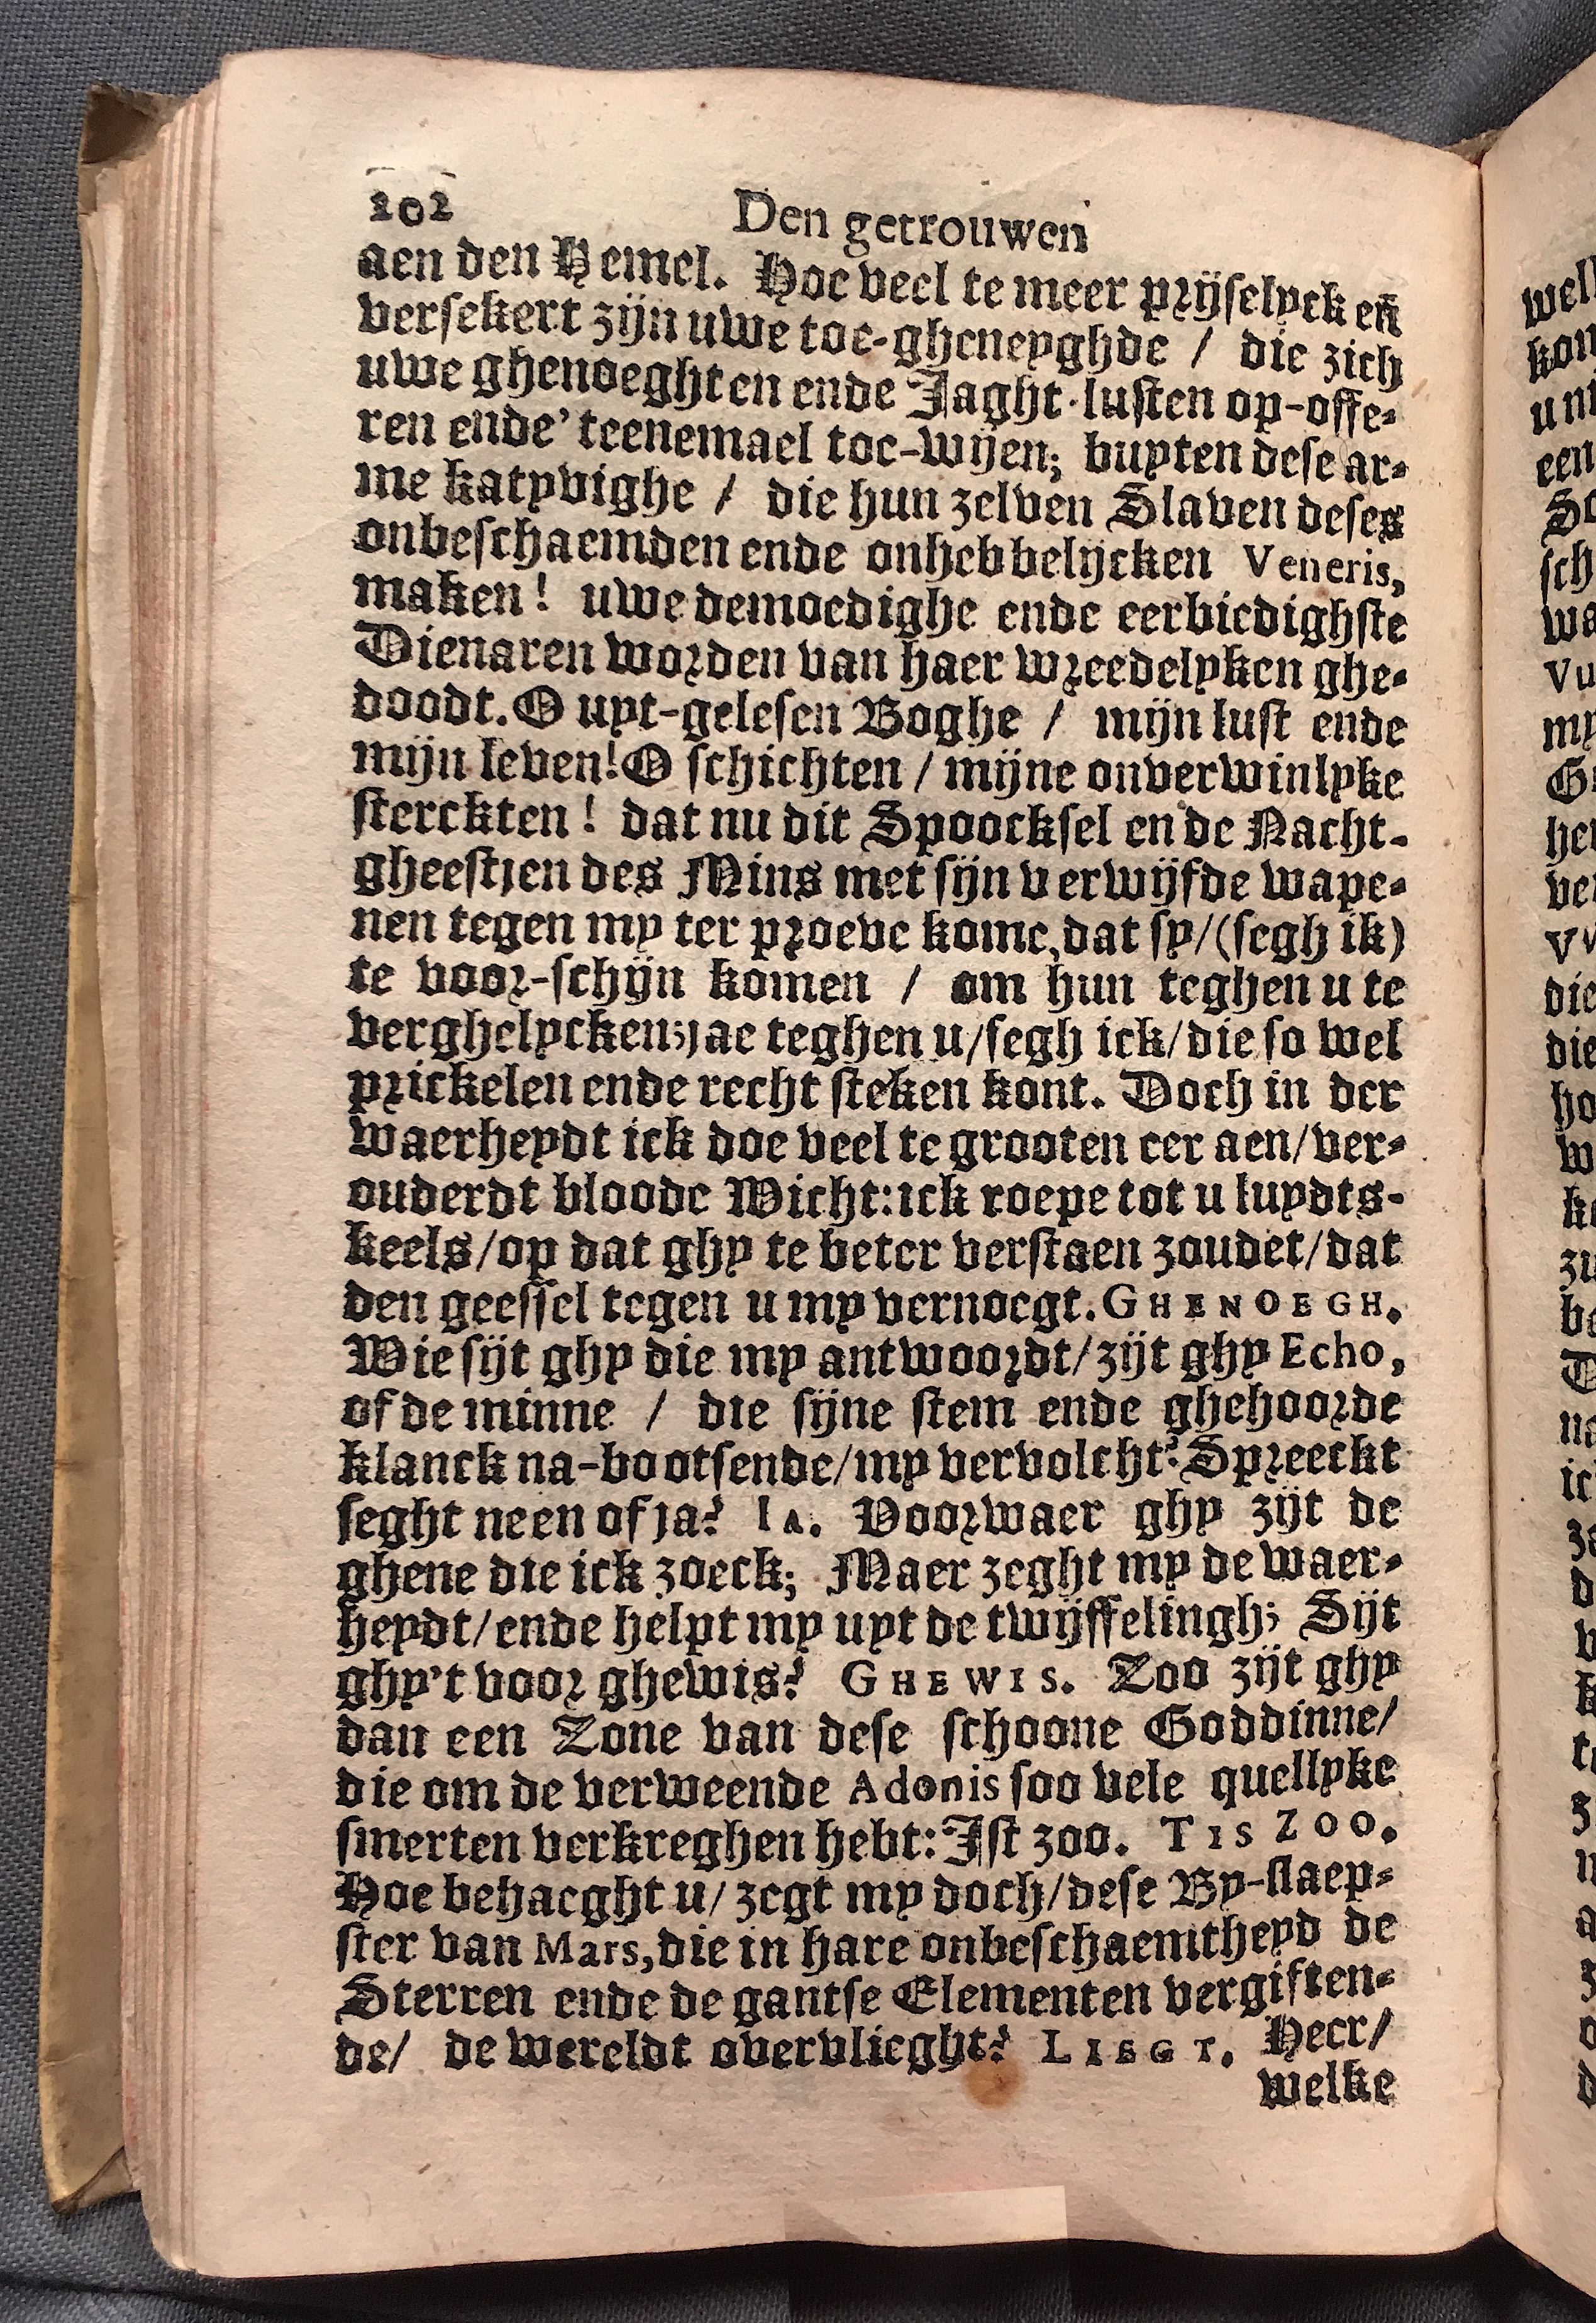 102 Den getrouwen
aen den Hemel. Hoe veel te meer prijselyck eñ
versekert zijn uwe toe-gheneyghde / die zich
uwe ghenoeghten ende Jaght-lusten op-offe-
ren ende' teenemael toe-wijen; buyten dese ar-
me katyvighe / die hun zelven Slaven deses
onbeschaemden ende onhebbelijcken Veneris,
maken! uwe demoedighe ende eerbiedighste
Dienaren worden van haer wreedelyken ghe-
doodt. O uyt-gelesen Boghe / mijn lust ende
mijn leven! O schichten / mijne onverwinlyke
sterckten! dat nu dit Spoocksel ende Nacht-
gheestjen des Mins met sijn verwijfde wape-
nen tegen my ter proeve kome, dat sy/(segh ik)
te voor-schijn komen / om hun teghen u te
verghelycken; jae teghen u/segh ick/die so wel
prickelen ende recht steken kont. Doch in der
waerheydt ick doe veel te grooten eer aen/ver-
ouderdt bloode Wicht: ick roepe tot u luydts-
keels/op dat ghy te beter verstaen zoudet/dat
den geessel tegen u my vernoegt. GHENOEGH.
Wie sijt ghy die my antwoordt/zijt ghy Echo,
of de minne / die sijne stem ende ghehoorde
klanck na-bootsende/my vervolcht? Spreeckt
seght neen of ja? IA. Voorwaer ghy zijt de
ghene die ick zoeck; Maer zeght my de waer-
heydt/ende helpt my uyt de twijffelingh; Sijt
ghy't voor ghewis? GHEWIS. Zoo zijt ghy
dan een Zone van dese schoone Goddinne/
die om de verweende Adonis soo vele quellyke
smerten verkreghen hebt: Ist zoo. TIS ZOO.
Hoe behaeght u/ zegt my doch/dese By-slaep-
ster van Mars, die in hare onbeschaemtheyd de
Sterren ende de gantse Elementen vergiften-
de/ de wereldt overvlieght? LIEGT. Heer/
welke